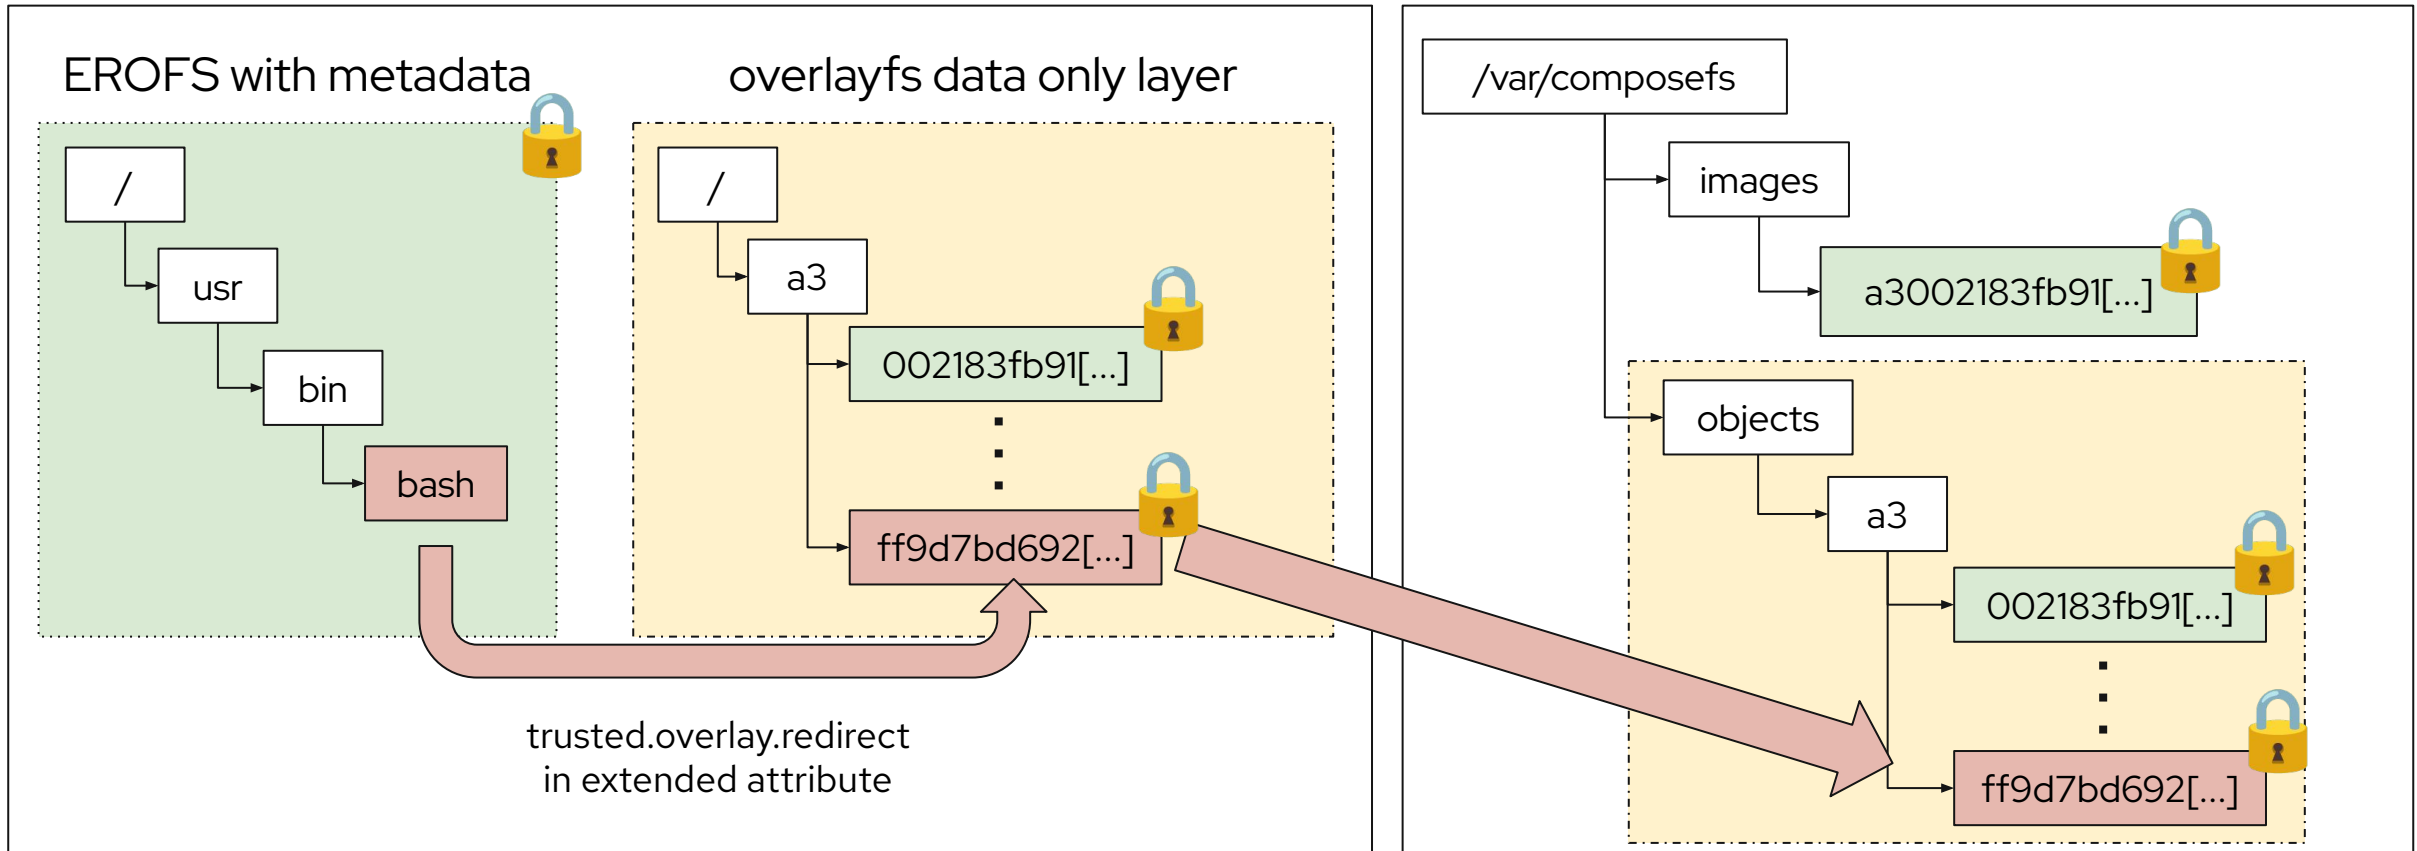 EROFS with metadata
/
usr
bin
bash
overlayfs data only layer
/
a3
002183fb91[...]
ff9d7bd692[...]
trusted.overlay.redirect
in extended attribute
/var/composefs
images
a3002183fb91[...]
objects
a3
002183fb91[...]
ff9d7bd692[...]